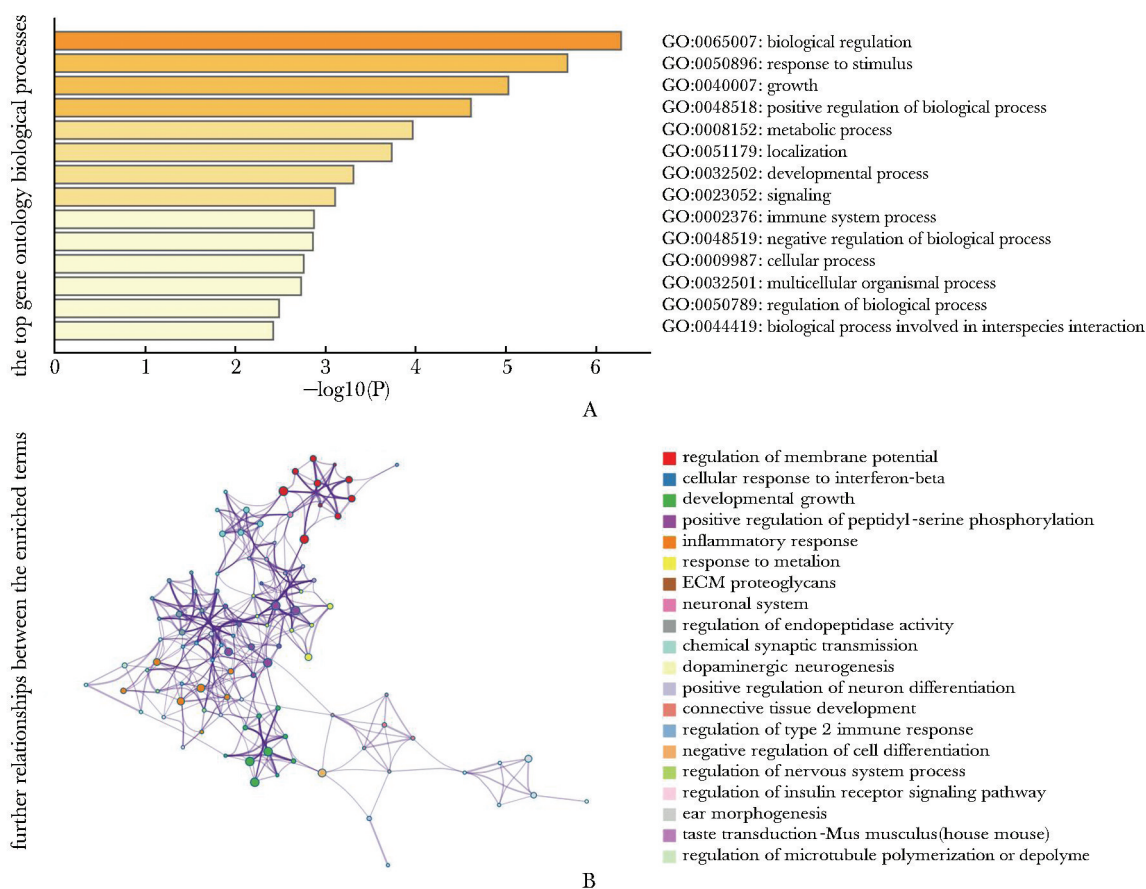 the top gene ontology biological processes
GO:0065007: biological regulation
GO:0050896: response to stimulus
GO:0040007: growth
GO:0048518: positive regulation of biological process
GO:0008152: metabolic process
GO:0051179: localization
GO:0032502: developmental process
GO:0023052: signaling
GO:0002376: immune system process
GO:0048519: negative regulation of biological process
GO:0009987: cellular process
GO:0032501: multicellular organismal process
GO:0050789: regulation of biological process
GO:0044419: biological process involved in interspecies interaction
0 1 2 3 4 5 6
−log10(P)
A
further relationships between the enriched terms
regulation of membrane potential
cellular response to interferon-beta
developmental growth
positive regulation of peptidyl-serine phosphorylation
inflammatory response
response to metalion
ECM proteoglycans
neuronal system
regulation of endopeptidase activity
chemical synaptic transmission
dopaminergic neurogenesis
positive regulation of neuron differentiation
connective tissue development
regulation of type 2 immune response
negative regulation of cell differentiation
regulation of nervous system process
regulation of insulin receptor signaling pathway
ear morphogenesis
taste transduction-Mus musculus(house mouse)
regulation of microtubule polymerization or depolyme
B